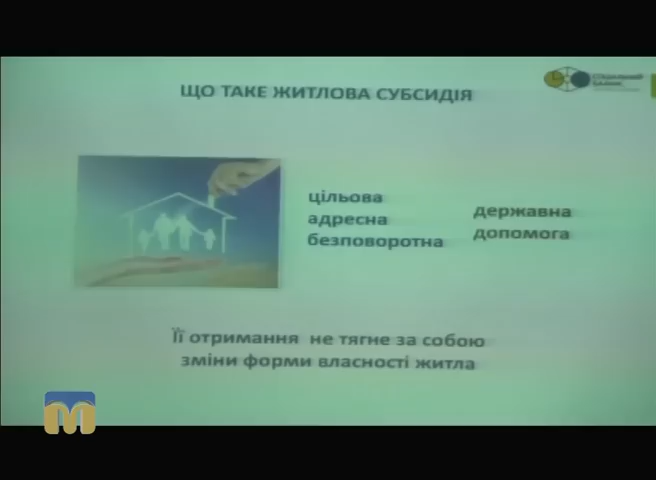 ЩО ТАКЕ ЖИТЛОВА СУБСИДІЯ
цільова
адресна
безповоротна
державна
допомога
Її отримання не тягне за собою
зміни форми власності житла